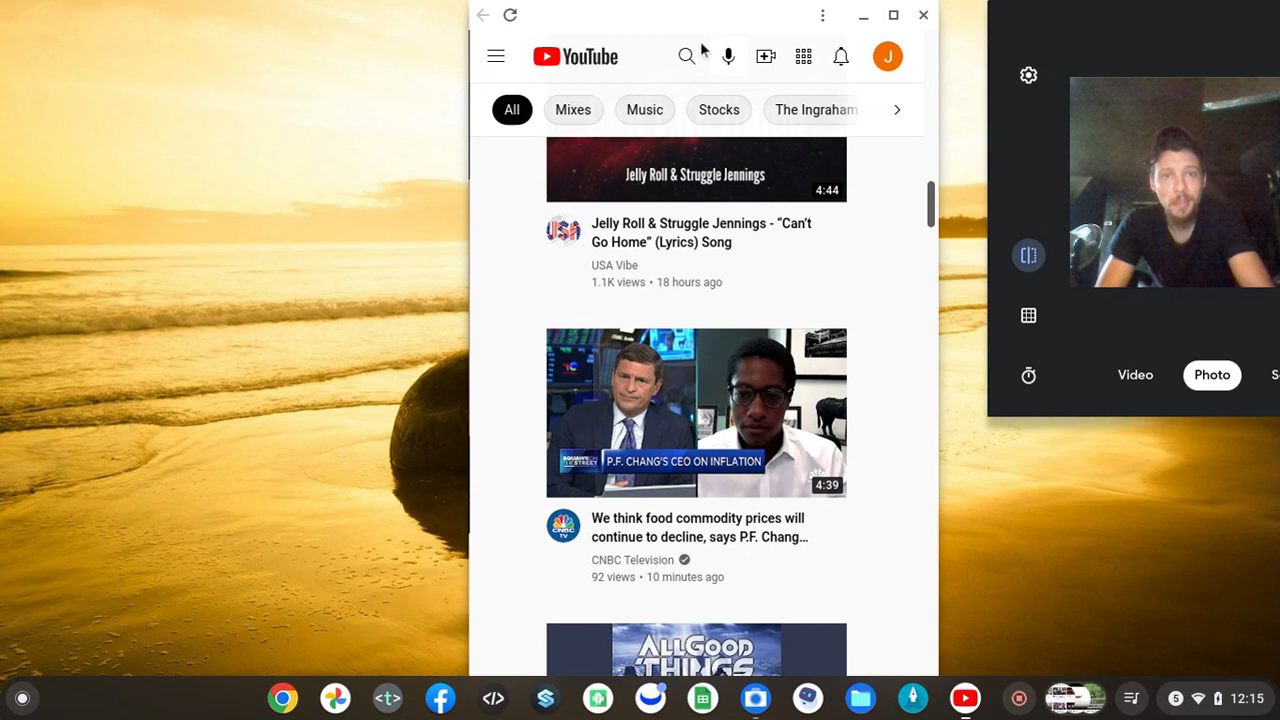 YouTube
J
All
Mixes
Music
Stocks
The Ingraham
Jelly Roll & Struggle Jennings
4:44
Jelly Roll & Struggle Jennings - “Can’t
Go Home” (Lyrics) Song
USA Vibe
1.1K views • 18 hours ago
P.F. CHANG'S CEO ON INFLATION
4:39
We think food commodity prices will
continue to decline, says P.F. Chang...
CNBC Television
92 views • 10 minutes ago
ALL GOOD
THINGS
Video
Photo
5
12:15